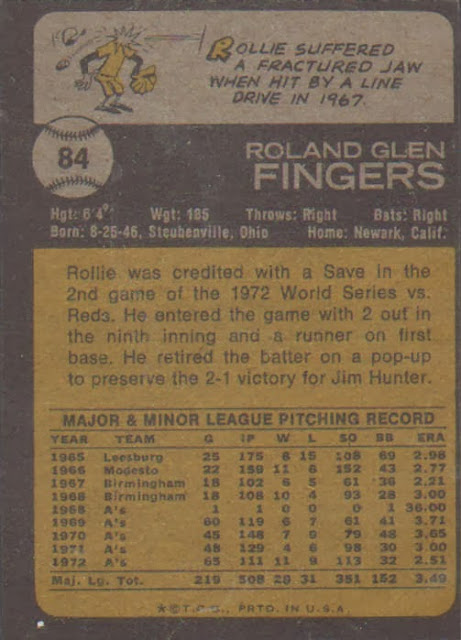 ROLLIE SUFFERED
A FRACTURED JAW
WHEN HIT BY A LINE
DRIVE IN 1967.
84
ROLAND GLEN
FINGERS
Hgt: 6'4" Wgt: 185 Throws: Right Bats: Right
Born: 8-25-46, Steubenville, Ohio Home: Newark, Calif.
Rollie was credited with a Save in the
2nd game of the 1972 World Series vs.
Reds. He entered the game with 2 out in
the ninth inning and a runner on first
base. He retired the batter on a pop-up
to preserve the 2-1 victory for Jim Hunter.
MAJOR & MINOR LEAGUE PITCHING RECORD
YEAR TEAM G IP W L SO BB ERA
1965 Leesburg 25 175 8 15 108 69 2.98
1966 Modesto 22 159 11 6 152 43 2.77
1967 Birmingham 18 102 6 5 61 36 2.21
1968 Birmingham 18 108 10 4 93 28 3.00
1968 A's 1 1 0 0 0 1 36.00
1969 A's 60 119 6 7 61 41 3.71
1970 A's 45 148 7 9 79 48 3.65
1971 A's 48 129 4 6 98 30 3.00
1972 A's 65 111 11 9 113 32 2.51
Maj. Lg. Tot. 219 508 28 31 351 152 3.49
★© T.C.G., PRTD. IN U.S.A.